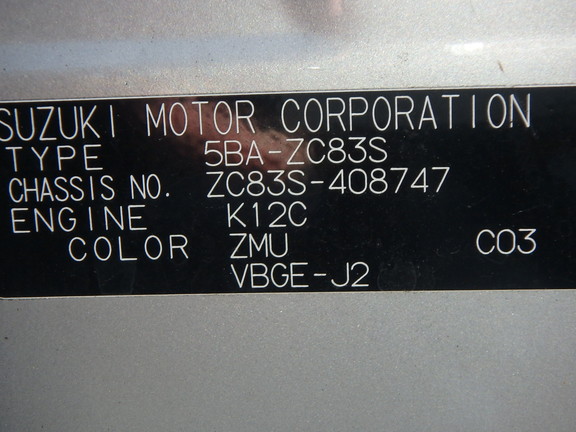 SUZUKI MOTOR CORPORATION
TYPE 5BA-ZC83S
CHASSIS NO. ZC83S-408747
ENGINE K12C
COLOR ZMU C03
VBGE-J2